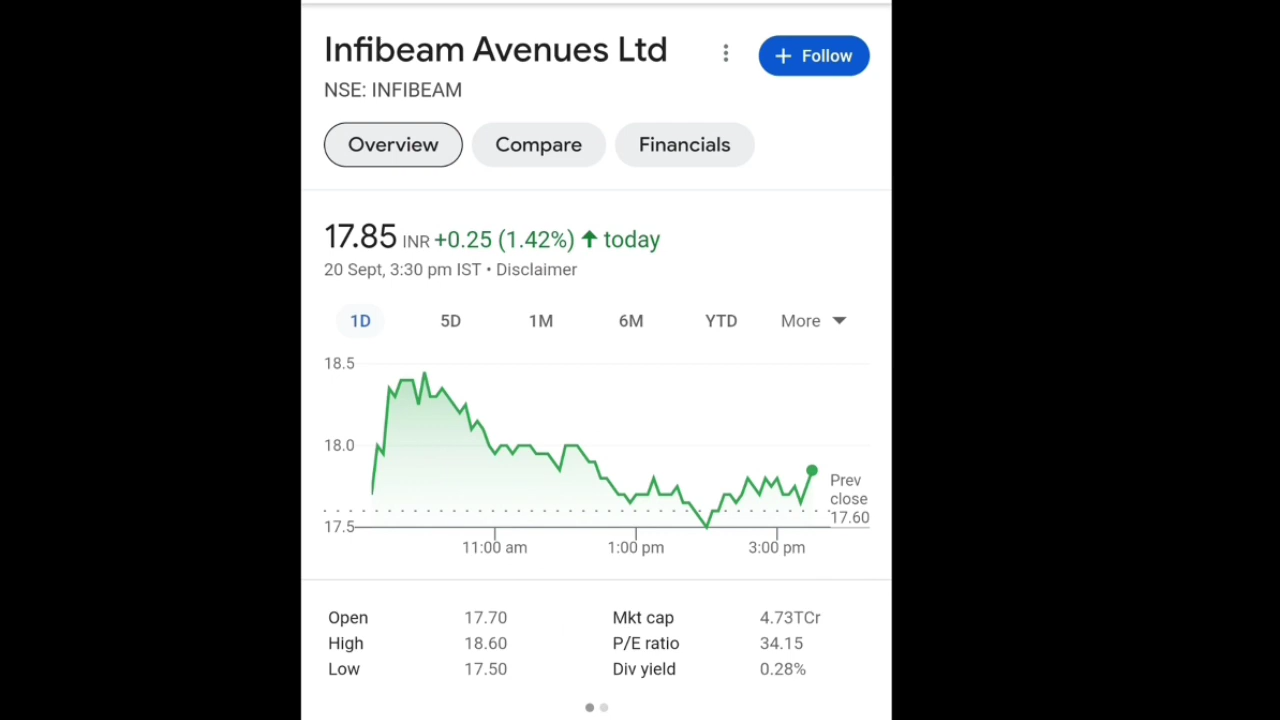 Infibeam Avenues Ltd
+ Follow
NSE: INFIBEAM
Overview Compare Financials
17.85 INR +0.25 (1.42%) ↑ today
20 Sept, 3:30 pm IST • Disclaimer
1D 5D 1M 6M YTD More
18.5
18.0
17.5
Prev
close
17.60
11:00 am 1:00 pm 3:00 pm
Open 17.70 Mkt cap 4.73TCr
High 18.60 P/E ratio 34.15
Low 17.50 Div yield 0.28%